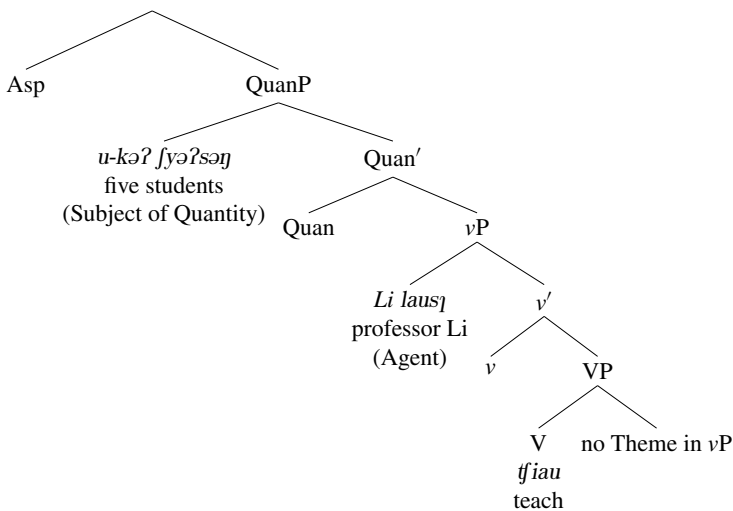 Asp QuanP
u-kəʔ ʃyəʔsəŋ Quan′
five students
(Subject of Quantity) Quan vP
Li lausɿ v′
professor Li
(Agent) v VP
V no Theme in vP
tʃiau
teach